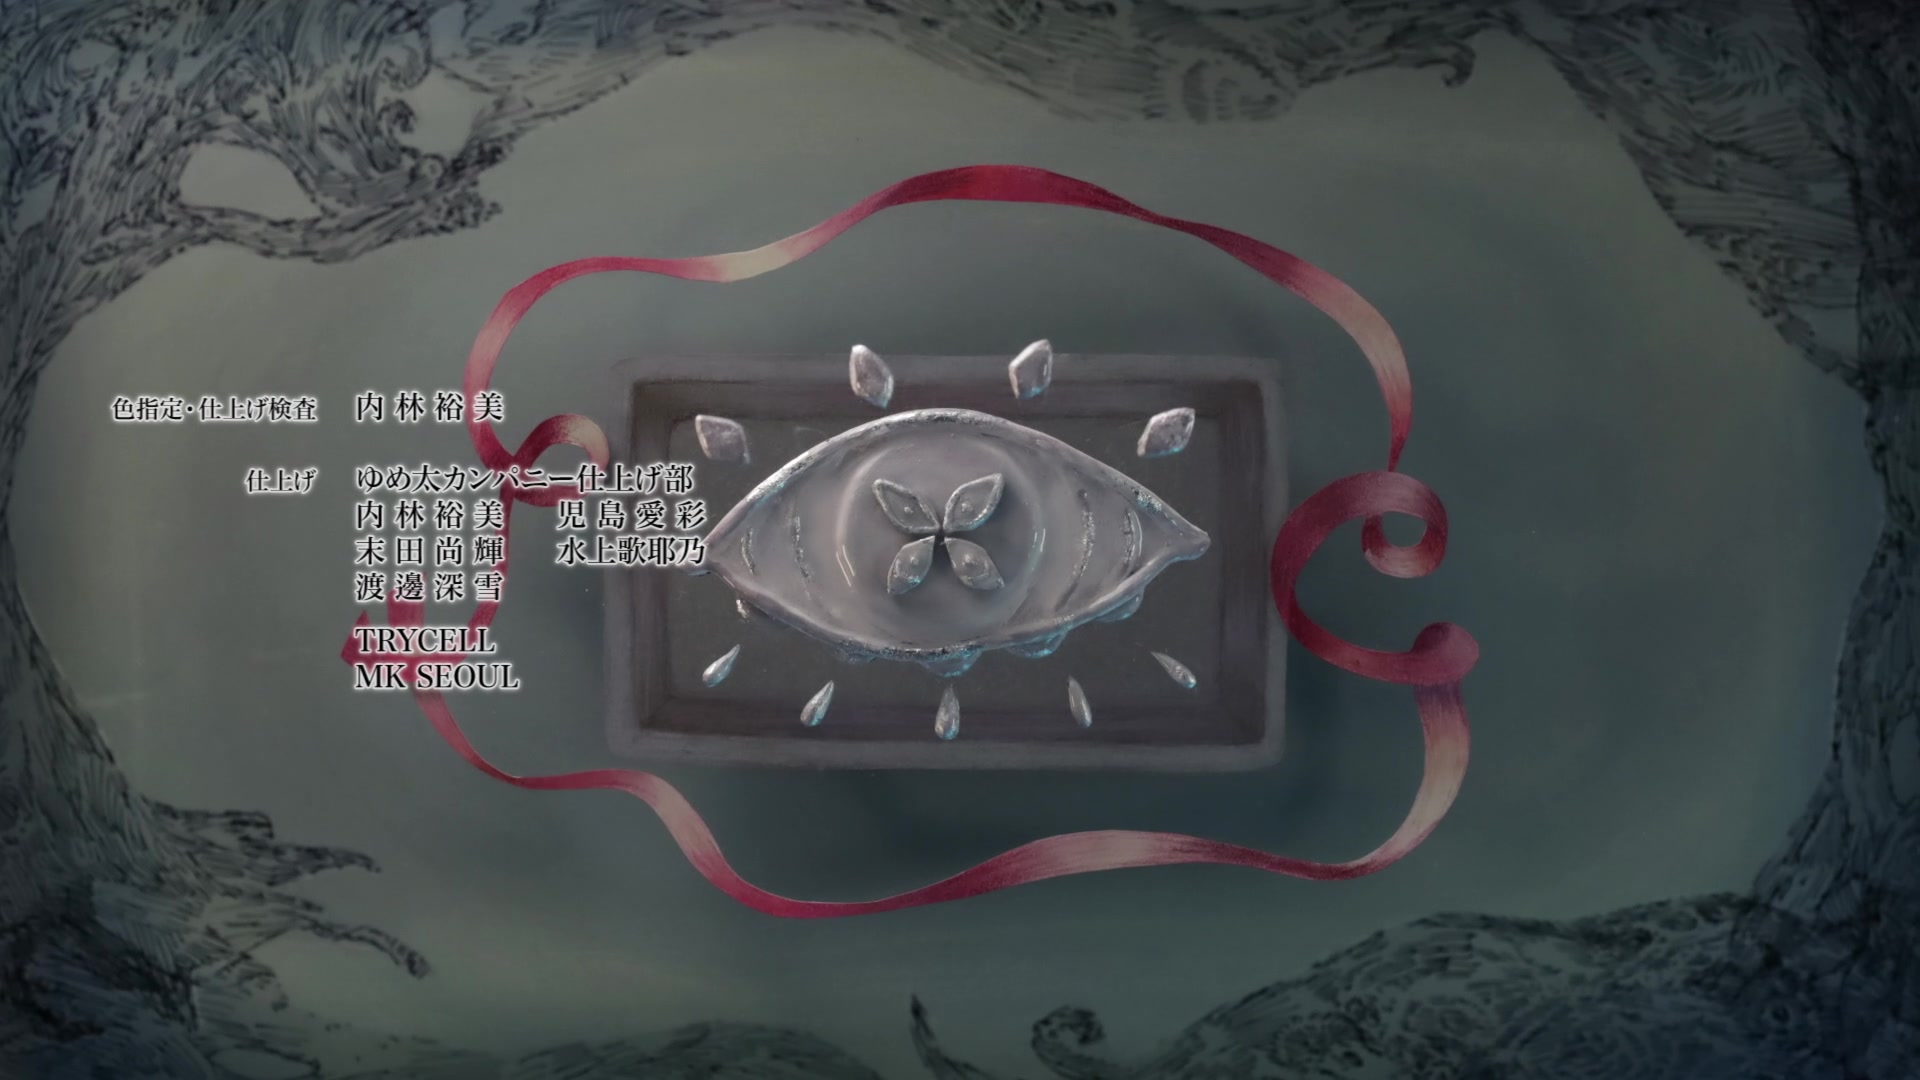 色指定・仕上げ検査 内林裕美
仕上げ ゆめ太カンパニー仕上げ部
内林裕美 児島愛彩
末田尚輝 水上歌耶乃
渡邊深雪
TRYCELL
MK SEOUL